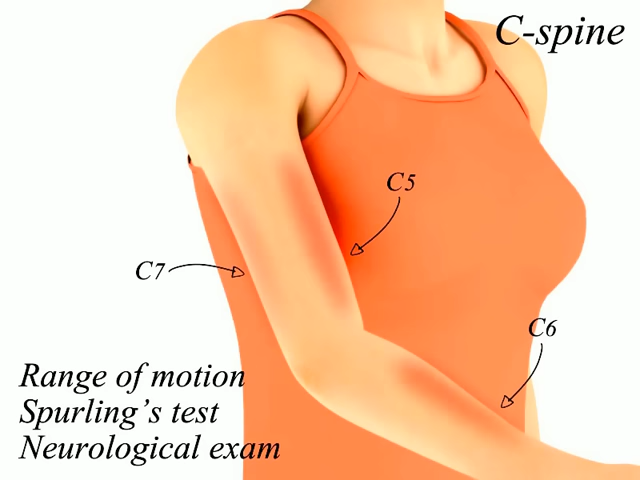 C-spine
C5
C7
C6
Range of motion
Spurling's test
Neurological exam